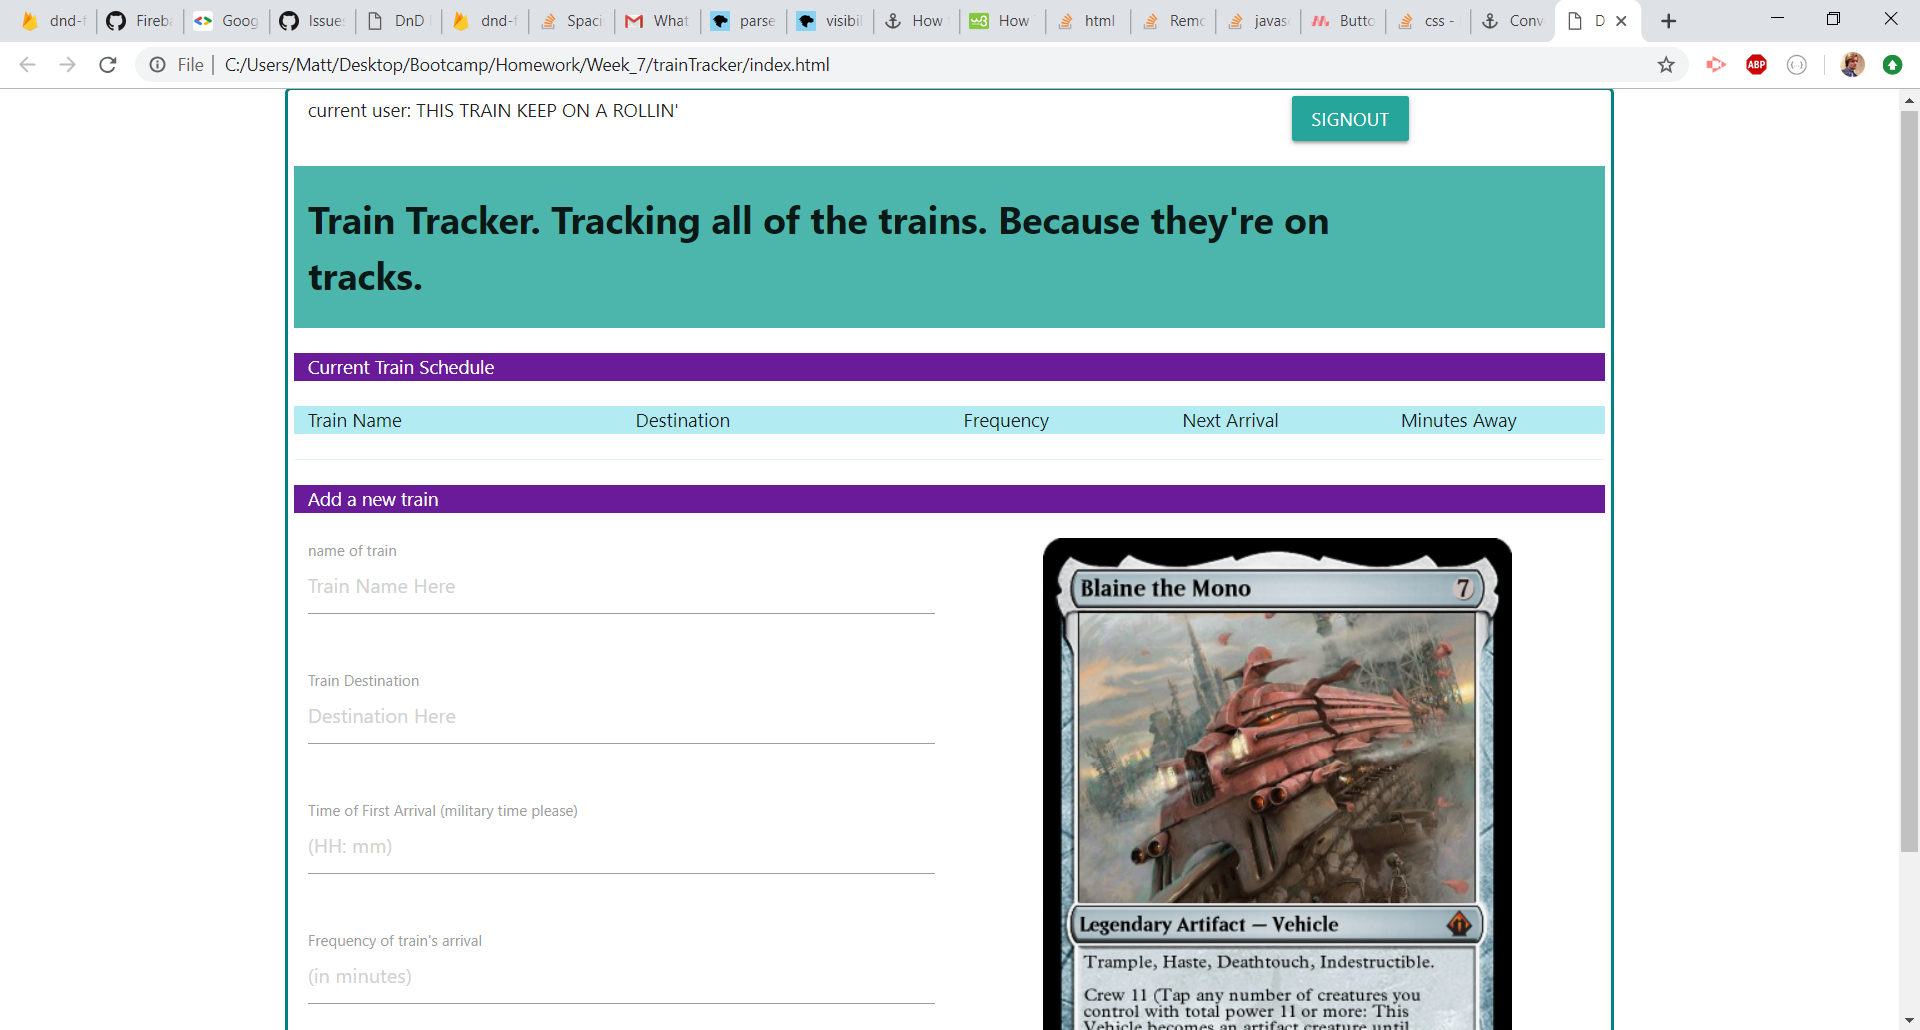 dnd-f
Fireba
Goog
Issue
DnD
dnd-f
Spaci
What
parse
visibil
How
w3
How
html
Remo
javas
Butto
css -
Conv
D
File
C:/Users/Matt/Desktop/Bootcamp/Homework/Week_7/trainTracker/index.html
ABP
current user: THIS TRAIN KEEP ON A ROLLIN'
SIGNOUT
Train Tracker. Tracking all of the trains. Because they're on
tracks.
Current Train Schedule
Train Name Destination Frequency Next Arrival Minutes Away
Add a new train
name of train
Train Name Here
Train Destination
Destination Here
Time of First Arrival (military time please)
(HH: mm)
Frequency of train's arrival
(in minutes)
Blaine the Mono 7
Legendary Artifact — Vehicle
Trample, Haste, Deathtouch, Indestructible.
Crew 11 (Tap any number of creatures you
control with total power 11 or more: This
Vehicle becomes an artifact creature until